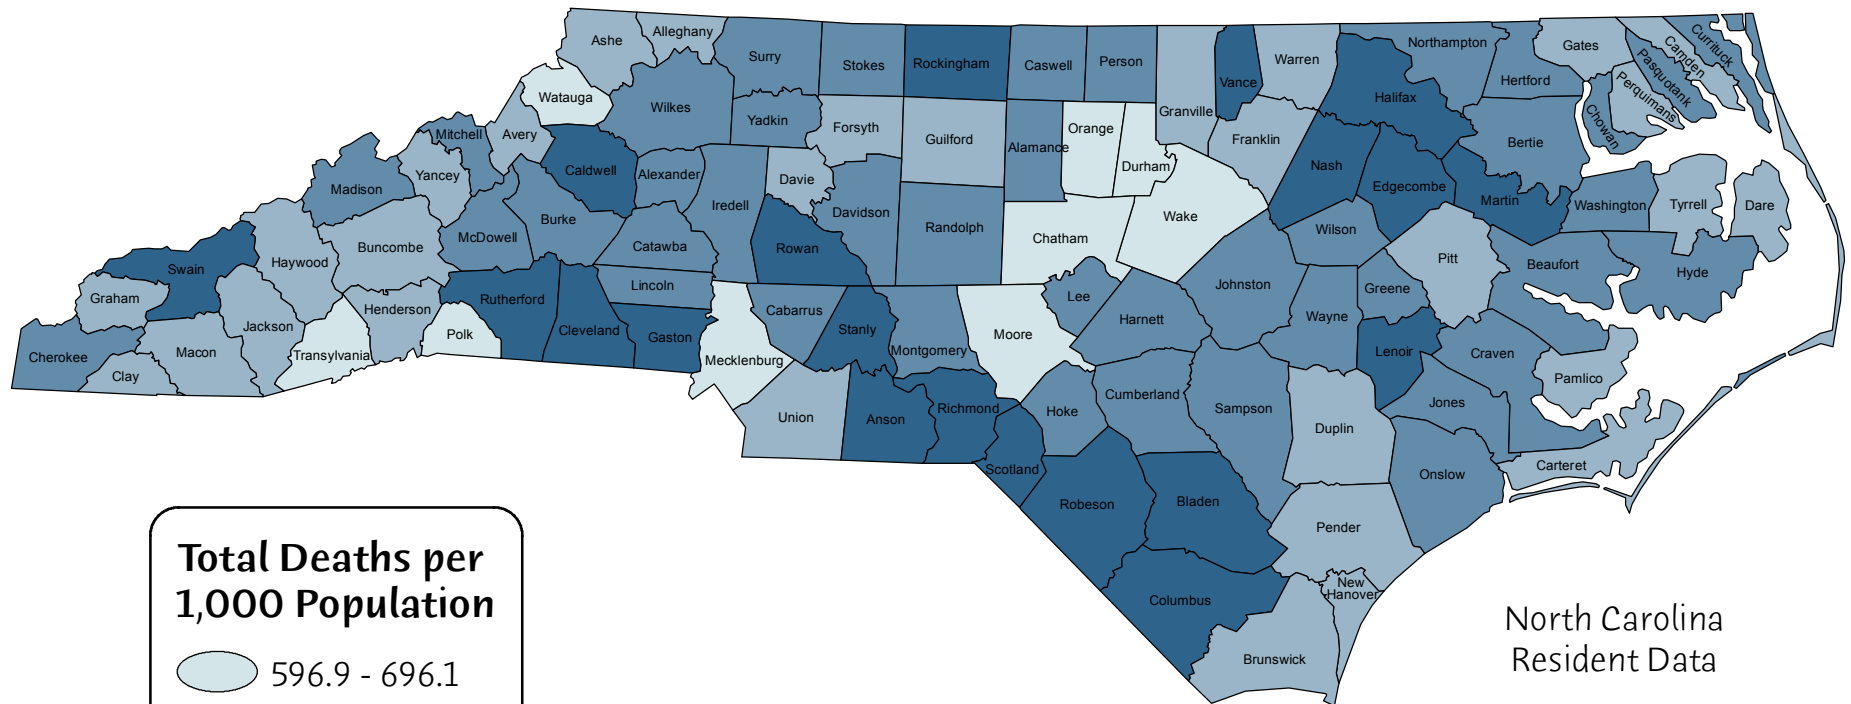 Ashe
Alleghany
Surry
Stokes
Rockingham
Caswell
Person
Granville
Vance
Warren
Northampton
Gates
Camden
Currituck
Pasquotank
Perquimans
Chowan
Hertford
Halifax
Watauga
Wilkes
Yadkin
Forsyth
Guilford
Alamance
Orange
Durham
Franklin
Bertie
Mitchell
Avery
Yancey
Madison
Caldwell
Alexander
Iredell
Davie
Davidson
Randolph
Chatham
Wake
Nash
Edgecombe
Martin
Washington
Tyrrell
Dare
Swain
Haywood
Buncombe
McDowell
Burke
Catawba
Rowan
Wilson
Pitt
Beaufort
Hyde
Graham
Jackson
Henderson
Rutherford
Cleveland
Lincoln
Gaston
Cabarrus
Stanly
Montgomery
Moore
Lee
Harnett
Johnston
Wayne
Greene
Lenoir
Craven
Pamlico
Cherokee
Clay
Macon
Transylvania
Polk
Mecklenburg
Union
Anson
Richmond
Scotland
Hoke
Cumberland
Sampson
Duplin
Jones
Onslow
Carteret
Robeson
Bladen
Pender
New
Hanover
Columbus
Brunswick
Total Deaths per
1,000 Population
596.9 - 696.1
North Carolina
Resident Data